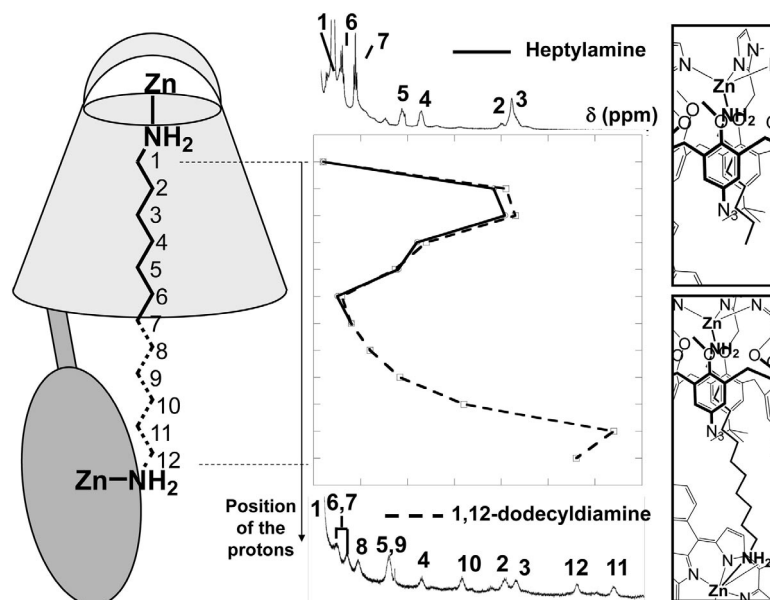 Zn
NH2
1
2
3
4
5
6
7
8
9
10
11
12
Zn
NH2
Position
of the
protons
1
6
7
5
4
2
3
Heptylamine
δ (ppm)
1
6,7
8
5,9
4
10
2
3
12
11
1,12-dodecyldiamine
N
N
N
N
Zn
NH2
O
O
O
N3
N
N
N
Zn
NH2
O
O
O
O
N3
N
N
NH2
Zn
N